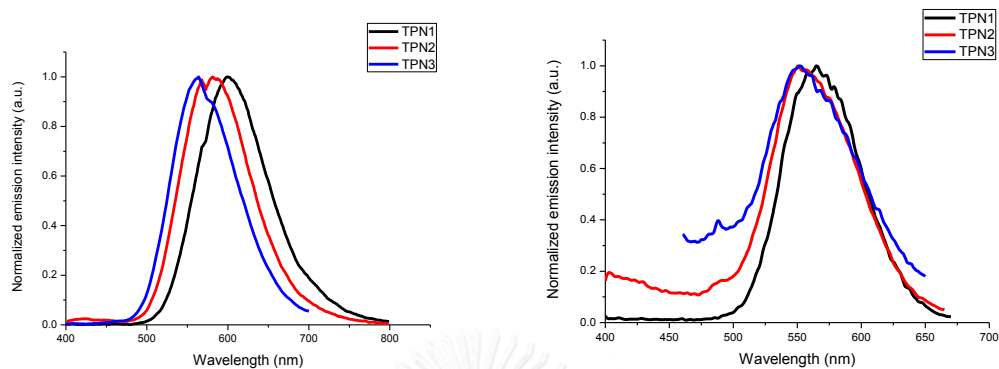 TPN1
TPN2
TPN3
Normalized emission intensity (a.u.)
1.0
0.8
0.6
0.4
0.2
0.0
400 500 600 700 800
Wavelength (nm)
TPN1
TPN2
TPN3
Normalized emission intensity (a.u.)
1.0
0.8
0.6
0.4
0.2
0.0
400 450 500 550 600 650 700
Wavelength (nm)